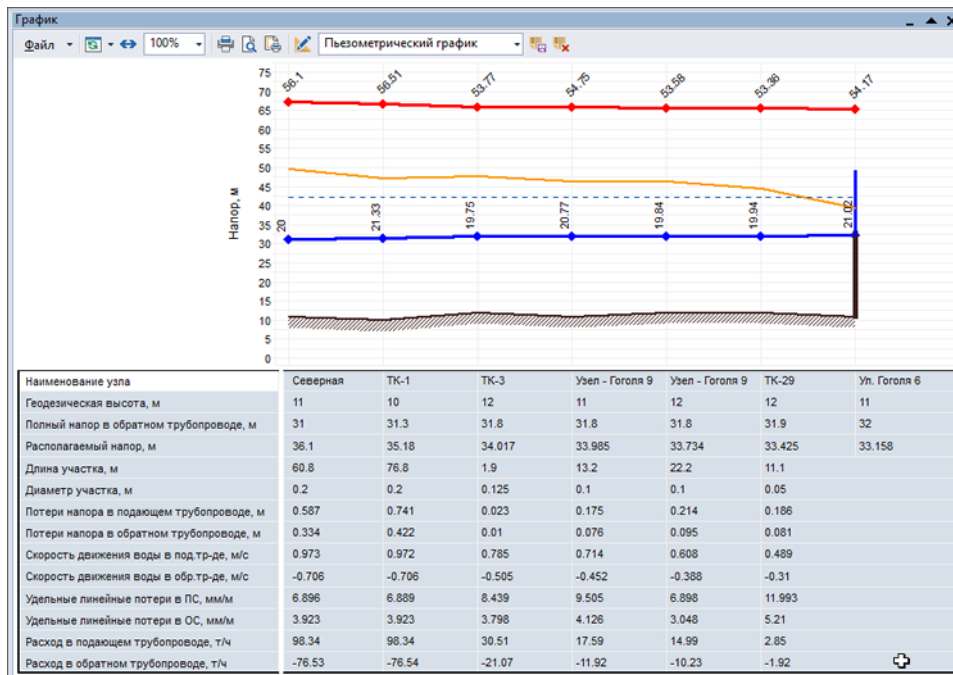 График
Файл 100% Пьезометрический график
75
70
65
60
55
50
45
40
35
30
25
20
15
10
5
0
Напор, м
56.1 56.51 53.77 54.75 53.58 53.36 54.17
20 21.33 19.75 20.77 19.84 19.94 21.02
Наименование узла Северная ТК-1 ТК-3 Узел - Гоголя 9 Узел - Гоголя 9 ТК-29 Ул. Гоголя 6
Геодезическая высота, м 11 10 12 11 12 12 11
Полный напор в обратном трубопроводе, м 31 31.3 31.8 31.8 31.8 31.9 32
Располагаемый напор, м 36.1 35.18 34.017 33.985 33.734 33.425 33.158
Длина участка, м 60.8 76.8 1.9 13.2 22.2 11.1
Диаметр участка, м 0.2 0.2 0.125 0.1 0.1 0.05
Потери напора в подающем трубопроводе, м 0.587 0.741 0.023 0.175 0.214 0.186
Потери напора в обратном трубопроводе, м 0.334 0.422 0.01 0.076 0.095 0.081
Скорость движения воды в под.тр-де, м/с 0.973 0.972 0.785 0.714 0.608 0.489
Скорость движения воды в обр.тр-де, м/с -0.706 -0.706 -0.505 -0.452 -0.388 -0.31
Удельные линейные потери в ПС, мм/м 6.896 6.889 8.439 9.505 6.898 11.993
Удельные линейные потери в ОС, мм/м 3.923 3.923 3.798 4.126 3.048 5.21
Расход в подающем трубопроводе, т/ч 98.34 98.34 30.51 17.59 14.99 2.85
Расход в обратном трубопроводе, т/ч -76.53 -76.54 -21.07 -11.92 -10.23 -1.92